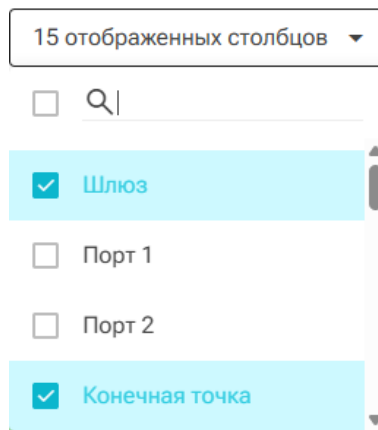 15 отображенных столбцов
Шлюз
Порт 1
Порт 2
Конечная точка